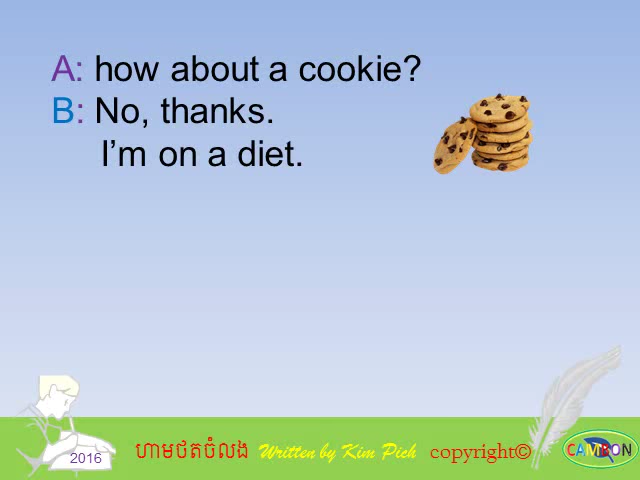 A: how about a cookie?
B: No, thanks.
I’m on a diet.
2016
ហាមថតចំលង Written by Kim Pich copyright©
CAMBON